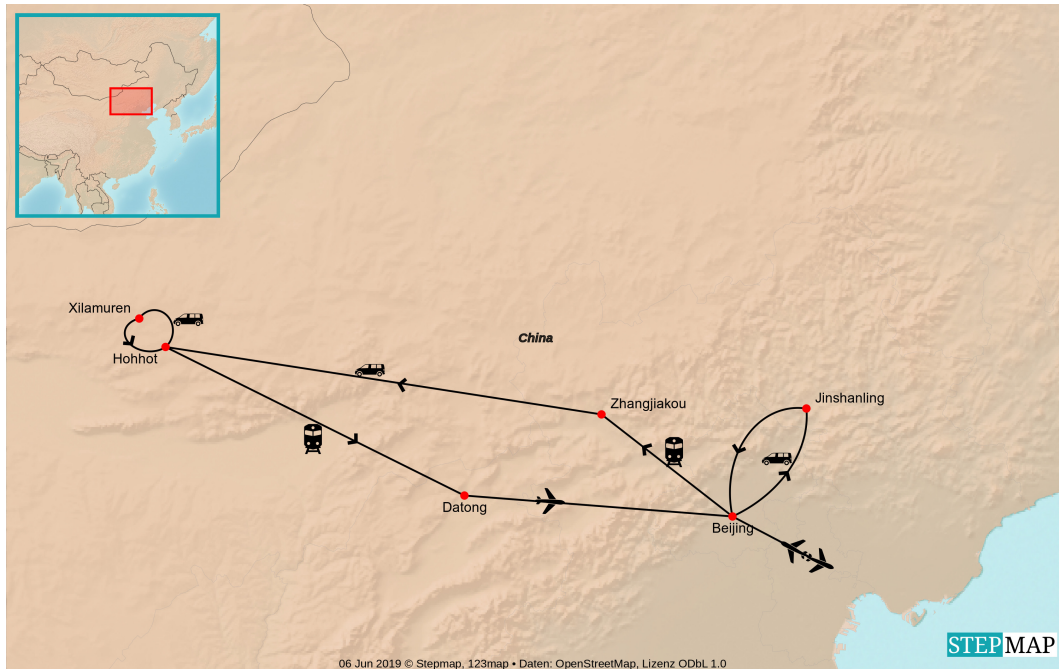 Xilamuren
Hohhot
China
Zhangjiakou
Jinshanling
Datong
Beijing
STEPMAP
06 Jun 2019 © Stepmap, 123map • Daten: OpenStreetMap, Lizenz ODbL 1.0